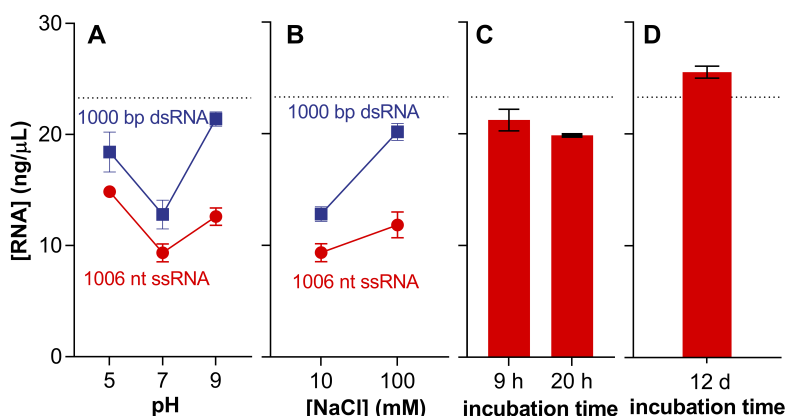 A
B
C
D
30
20
10
0
[RNA] (ng/µL)
1000 bp dsRNA
1006 nt ssRNA
5 7 9
pH
1000 bp dsRNA
1006 nt ssRNA
10 100
[NaCl] (mM)
9 h 20 h
incubation time
12 d
incubation time